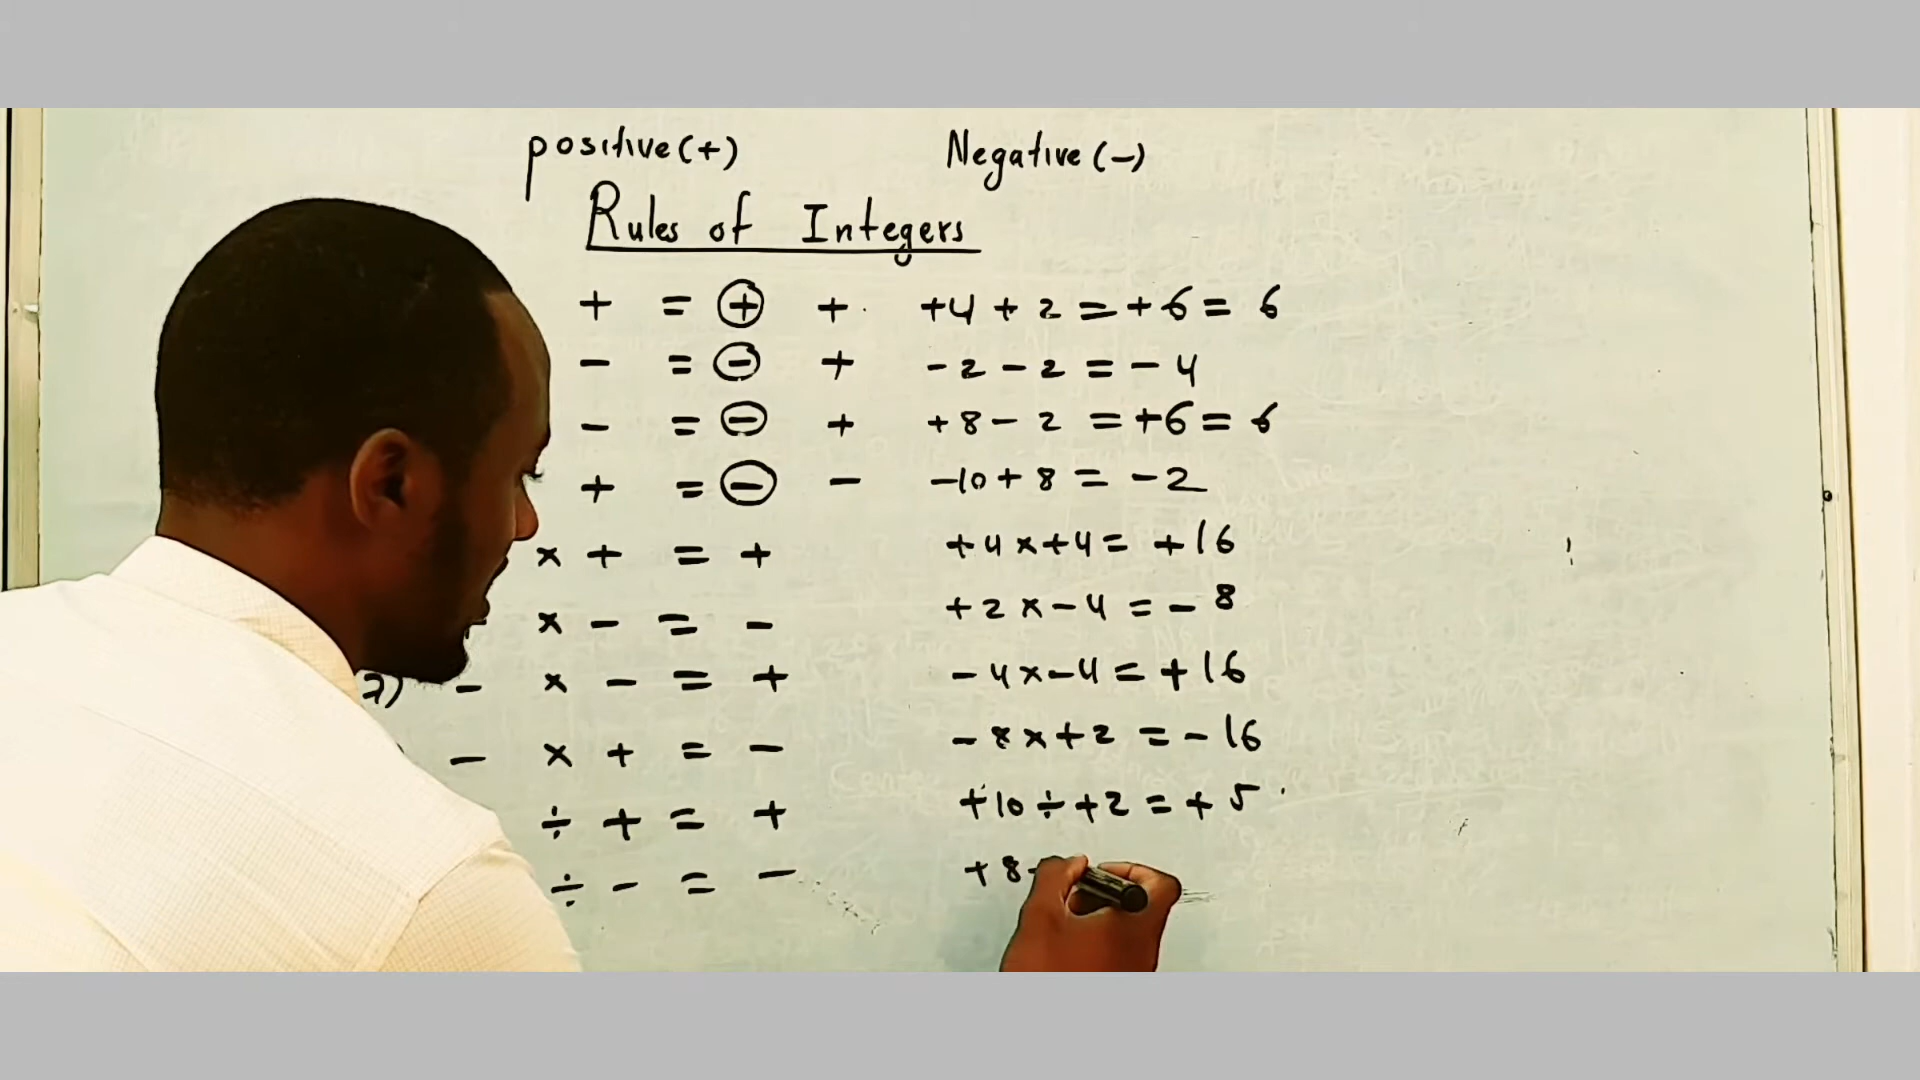 positive (+) Negative (-)
Rules of Integers
+ = + + +4 + 2 = +6 = 6
- = - + -2 - 2 = -4
- = - + +8 - 2 = +6 = 6
+ = - - -10 + 8 = -2
x + = + +4 x +4 = +16
x - = - +2 x -4 = -8
7) - x - = + -4 x -4 = +16
- x + = - -8 x +2 = -16
÷ + = + +10 ÷ +2 = +5
÷ - = - +8